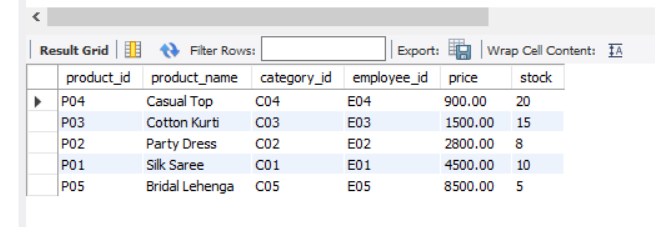 Result Grid Filter Rows: Export: Wrap Cell Content: IA
product_id product_name category_id employee_id price stock
P04 Casual Top C04 E04 900.00 20
P03 Cotton Kurti C03 E03 1500.00 15
P02 Party Dress C02 E02 2800.00 8
P01 Silk Saree C01 E01 4500.00 10
P05 Bridal Lehenga C05 E05 8500.00 5